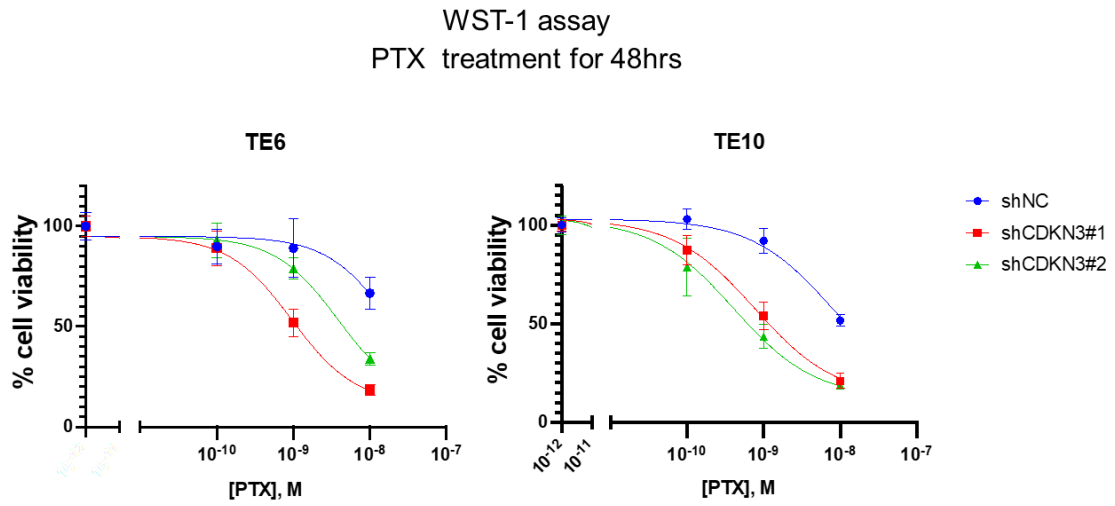 WST-1 assay
PTX treatment for 48hrs
TE6
% cell viability
100
50
0
10-10
10-9
10-8
10-7
[PTX], M
TE10
% cell viability
100
50
0
10-12
10-11
10-10
10-9
10-8
10-7
[PTX], M
shNC
shCDKN3#1
shCDKN3#2